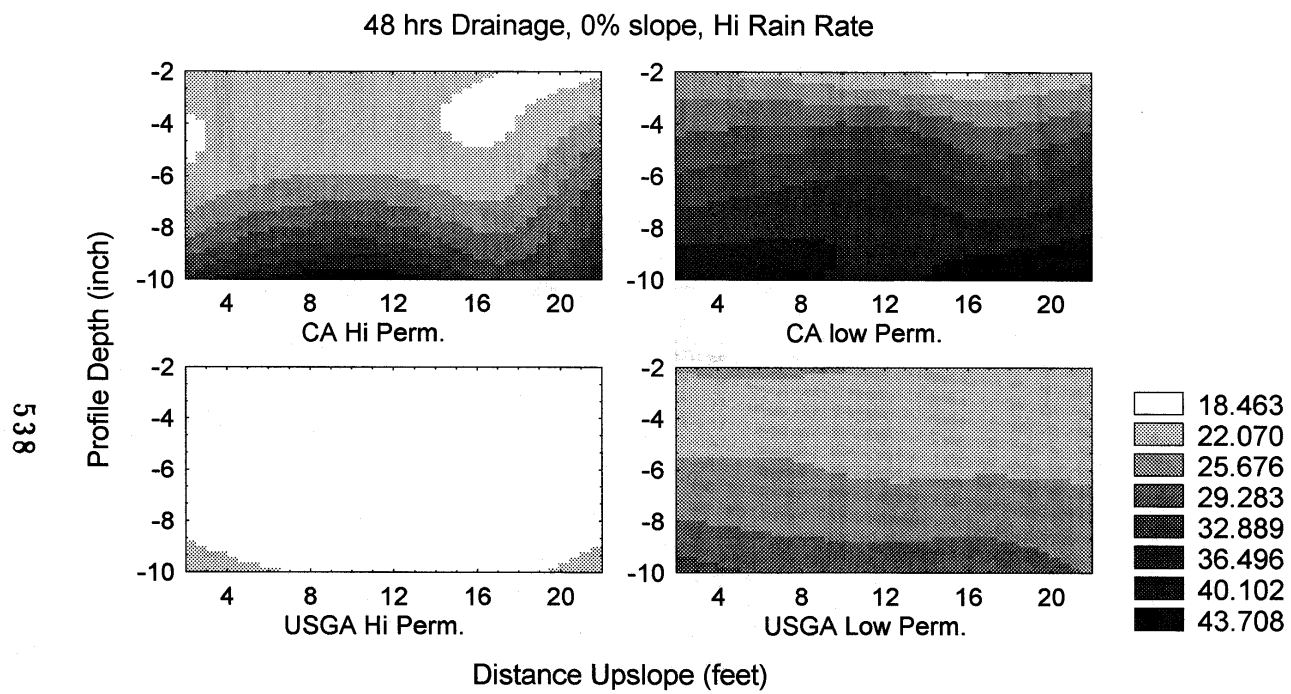 48 hrs Drainage, 0% slope, Hi Rain Rate
Profile Depth (inch)
-2
-4
-6
-8
-10
4 8 12 16 20
CA Hi Perm.
-2
-4
-6
-8
-10
4 8 12 16 20
CA low Perm.
-2
-4
-6
-8
-10
4 8 12 16 20
USGA Hi Perm.
-2
-4
-6
-8
-10
4 8 12 16 20
USGA Low Perm.
18.463
22.070
25.676
29.283
32.889
36.496
40.102
43.708
Distance Upslope (feet)
538